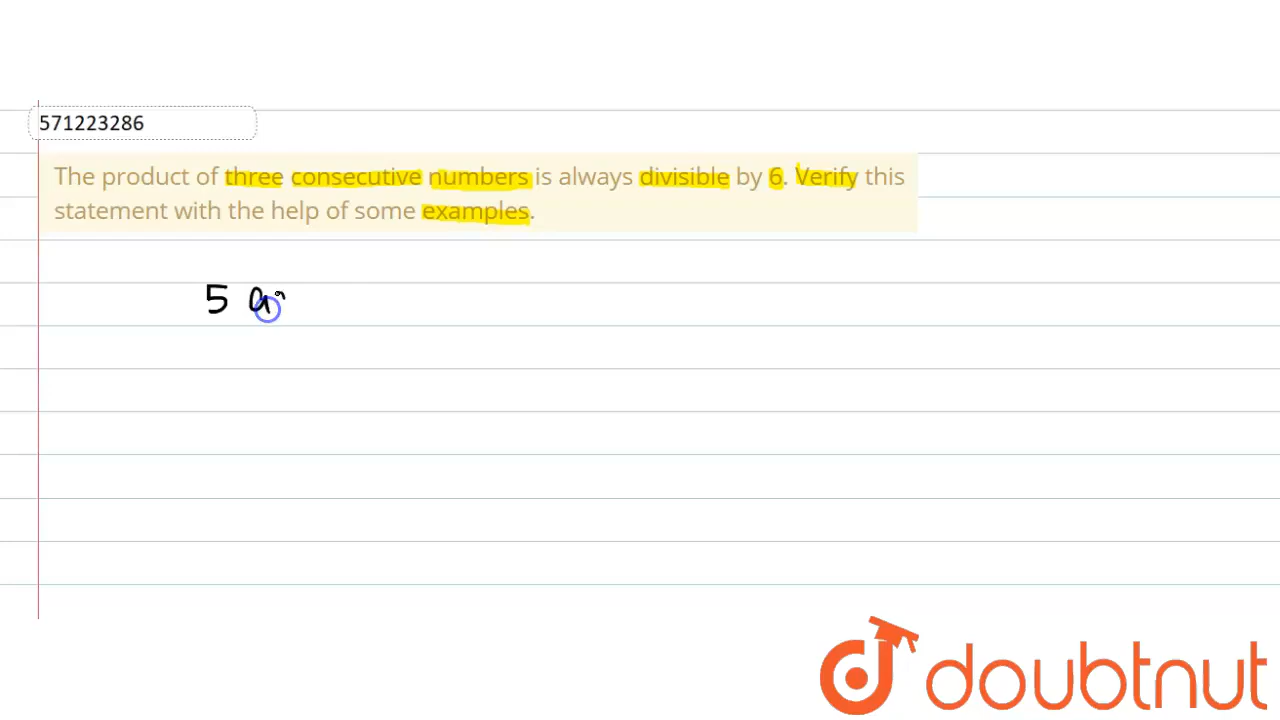 571223286
The product of three consecutive numbers is always divisible by 6. Verify this
statement with the help of some examples.
5 a
doubtnut